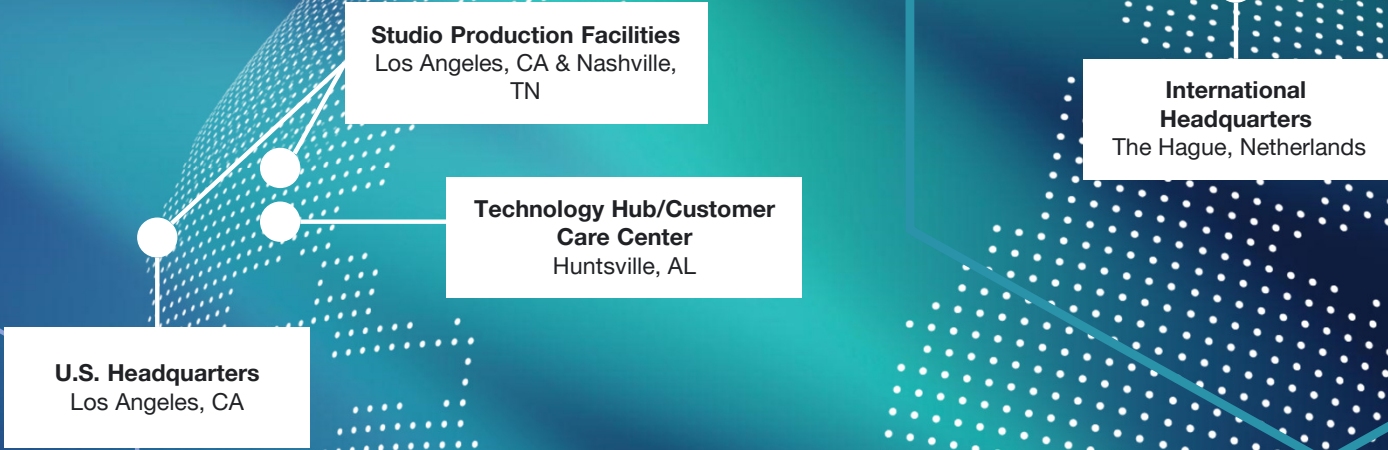 Studio Production Facilities
Los Angeles, CA & Nashville,
TN
International
Headquarters
The Hague, Netherlands
Technology Hub/Customer
Care Center
Huntsville, AL
U.S. Headquarters
Los Angeles, CA